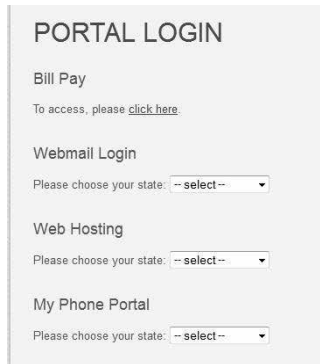 PORTAL LOGIN
Bill Pay
To access, please click here.
Webmail Login
Please choose your state: -- select --
Web Hosting
Please choose your state: -- select --
My Phone Portal
Please choose your state: -- select --